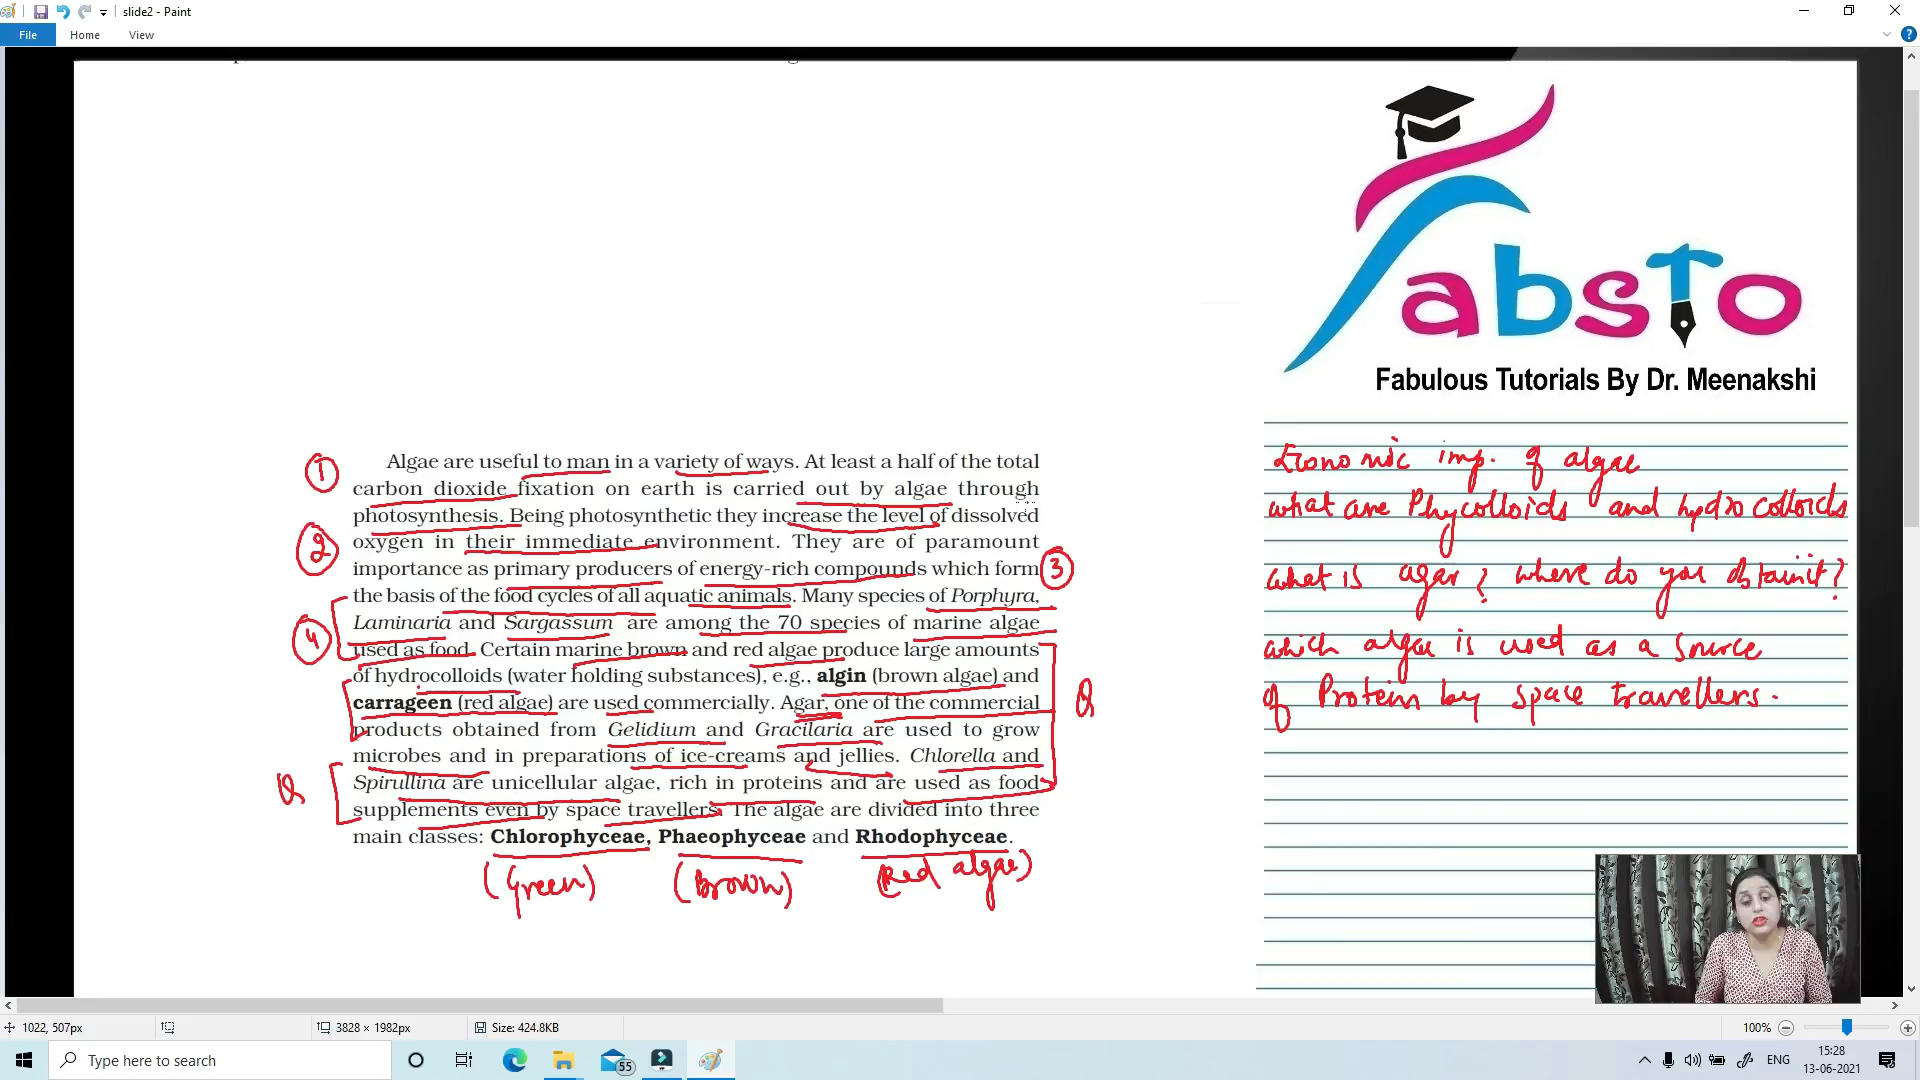 slide2 - Paint
File Home View
Fabsto
Fabulous Tutorials By Dr. Meenakshi
① Algae are useful to man in a variety of ways. At least a half of the total
carbon dioxide fixation on earth is carried out by algae through
photosynthesis. Being photosynthetic they increase the level of dissolved
② oxygen in their immediate environment. They are of paramount
importance as primary producers of energy-rich compounds which form ③
the basis of the food cycles of all aquatic animals. Many species of Porphyra,
④ Laminaria and Sargassum are among the 70 species of marine algae
used as food. Certain marine brown and red algae produce large amounts
of hydrocolloids (water holding substances), e.g., algin (brown algae) and
carrageen (red algae) are used commercially. Agar, one of the commercial Q
products obtained from Gelidium and Gracilaria are used to grow
microbes and in preparations of ice-creams and jellies. Chlorella and
Q Spirullina are unicellular algae, rich in proteins and are used as food
supplements even by space travellers. The algae are divided into three
main classes: Chlorophyceae, Phaeophyceae and Rhodophyceae.
(Green) (Brown) (Red algae)
Economic imp. of algae
what are Phycolloids and hydrocolloids
what is agar? where do you obtain it?
which algae is used as a source
of Protein by space travellers.
1022, 507px 3828 × 1982px Size: 424.8KB 100%
Type here to search 55 ENG 15:28
13-06-2021